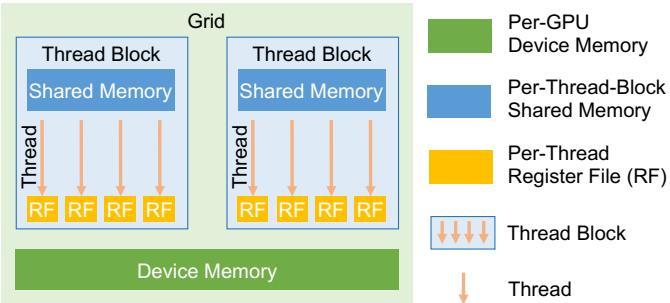 Grid
Thread Block
Shared Memory
Thread
RF RF RF RF
Thread Block
Shared Memory
Thread
RF RF RF RF
Device Memory
Per-GPU
Device Memory
Per-Thread-Block
Shared Memory
Per-Thread
Register File (RF)
Thread Block
Thread